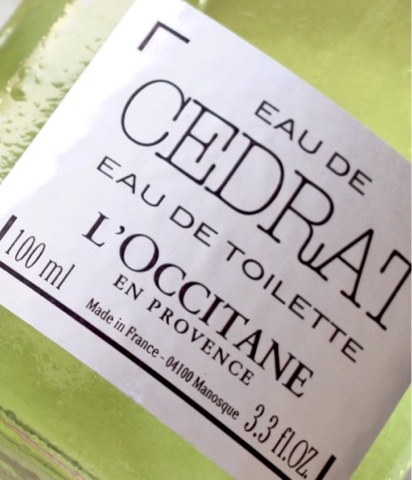 EAU DE
CEDRAT
EAU DE TOILETTE
L'OCCITANE
EN PROVENCE
Made in France - 04100 Manosque
100 ml
3.3 fl.oz.